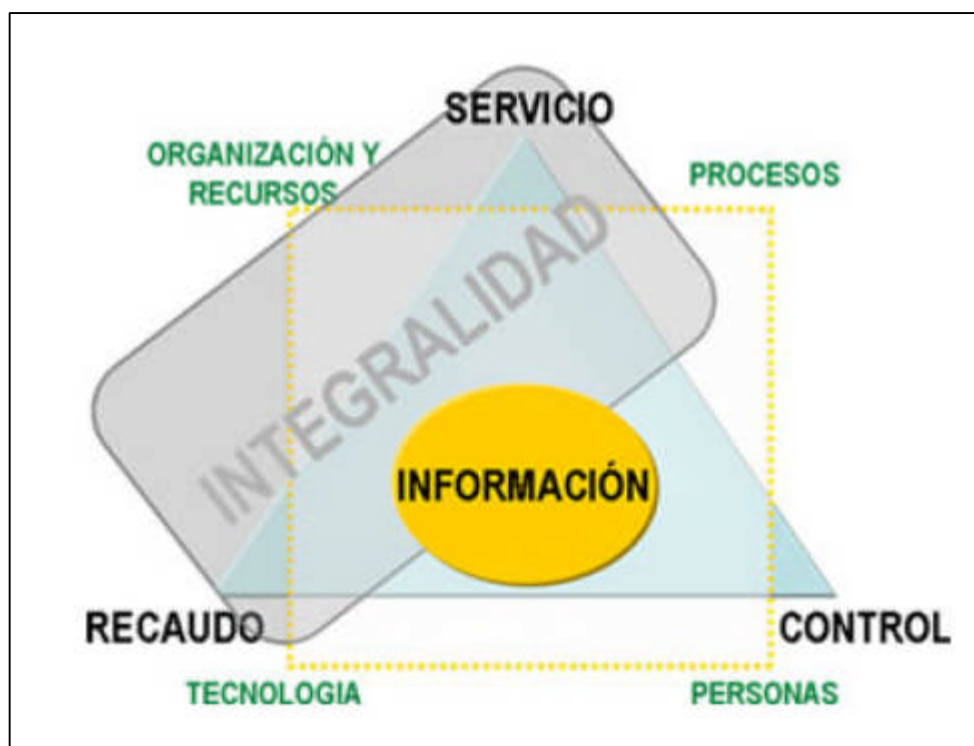 SERVICIO
ORGANIZACIÓN Y
RECURSOS
PROCESOS
INTEGRALIDAD
INFORMACIÓN
RECAUDO
CONTROL
TECNOLOGIA
PERSONAS